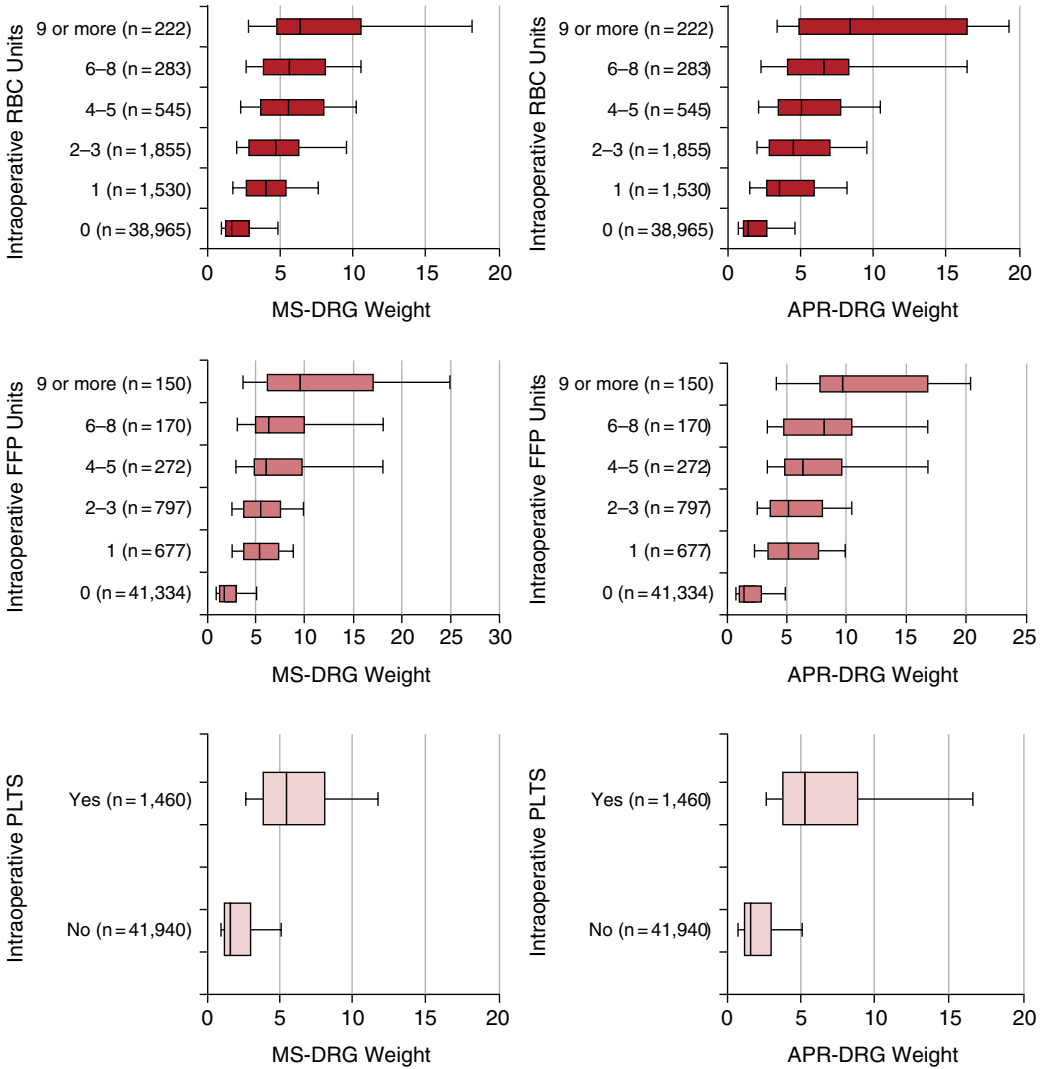 Intraoperative RBC Units
9 or more (n=222)
6–8 (n=283)
4–5 (n=545)
2–3 (n=1,855)
1 (n=1,530)
0 (n=38,965)
0 5 10 15 20
MS-DRG Weight
Intraoperative RBC Units
9 or more (n=222)
6–8 (n=283)
4–5 (n=545)
2–3 (n=1,855)
1 (n=1,530)
0 (n=38,965)
0 5 10 15 20
APR-DRG Weight
Intraoperative FFP Units
9 or more (n=150)
6–8 (n=170)
4–5 (n=272)
2–3 (n=797)
1 (n=677)
0 (n=41,334)
0 5 10 15 20 25 30
MS-DRG Weight
Intraoperative FFP Units
9 or more (n=150)
6–8 (n=170)
4–5 (n=272)
2–3 (n=797)
1 (n=677)
0 (n=41,334)
0 5 10 15 20 25
APR-DRG Weight
Intraoperative PLTS
Yes (n=1,460)
No (n=41,940)
0 5 10 15 20
MS-DRG Weight
Intraoperative PLTS
Yes (n=1,460)
No (n=41,940)
0 5 10 15 20
APR-DRG Weight